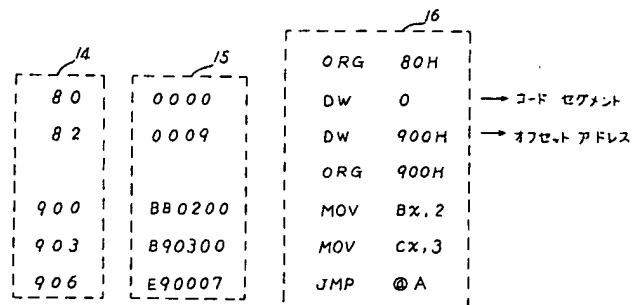 14 15 16
ORG 80H
80 0000 DW 0 → コード セグメント
82 0009 DW 900H → オフセット アドレス
ORG 900H
900 BB0200 MOV BX,2
903 B90300 MOV CX,3
906 E90007 JMP @A